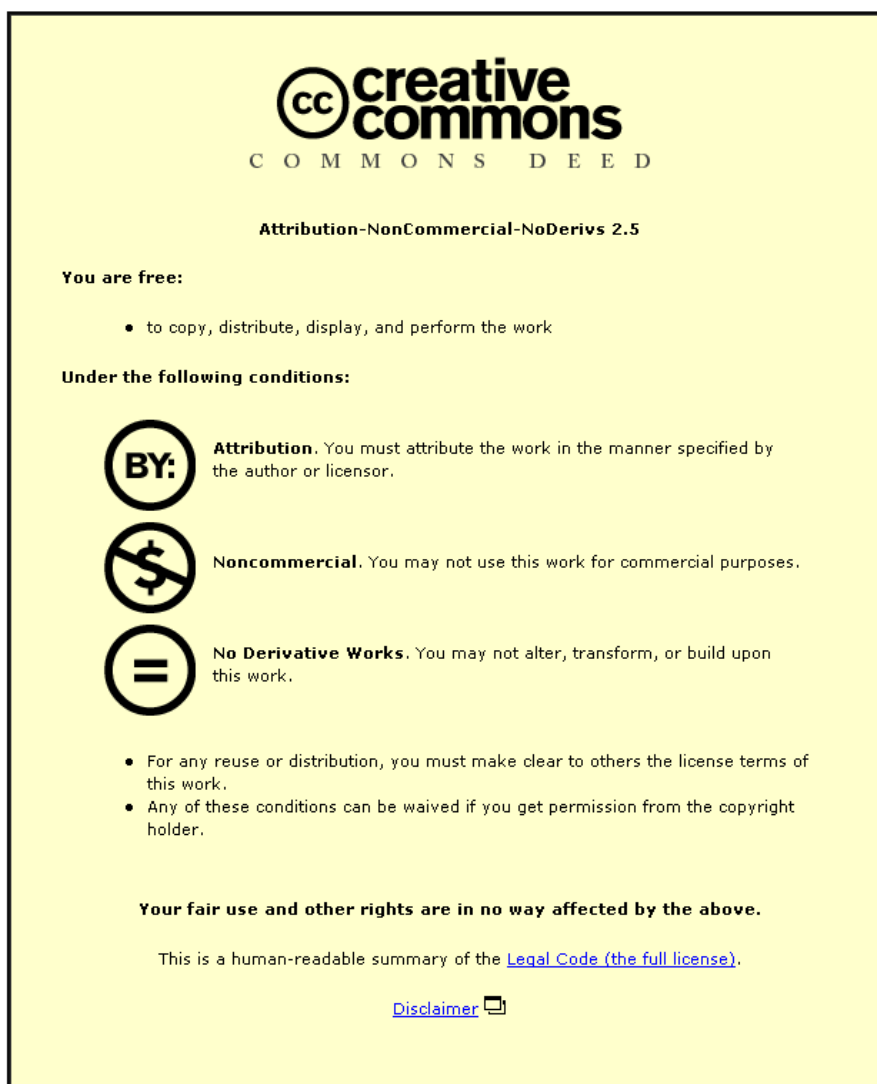 cc creative
commons
COMMONS DEED
Attribution-NonCommercial-NoDerivs 2.5
You are free:
• to copy, distribute, display, and perform the work
Under the following conditions:
BY:
Attribution. You must attribute the work in the manner specified by
the author or licensor.
$
Noncommercial. You may not use this work for commercial purposes.
=
No Derivative Works. You may not alter, transform, or build upon
this work.
• For any reuse or distribution, you must make clear to others the license terms of
this work.
• Any of these conditions can be waived if you get permission from the copyright
holder.
Your fair use and other rights are in no way affected by the above.
This is a human-readable summary of the Legal Code (the full license).
Disclaimer